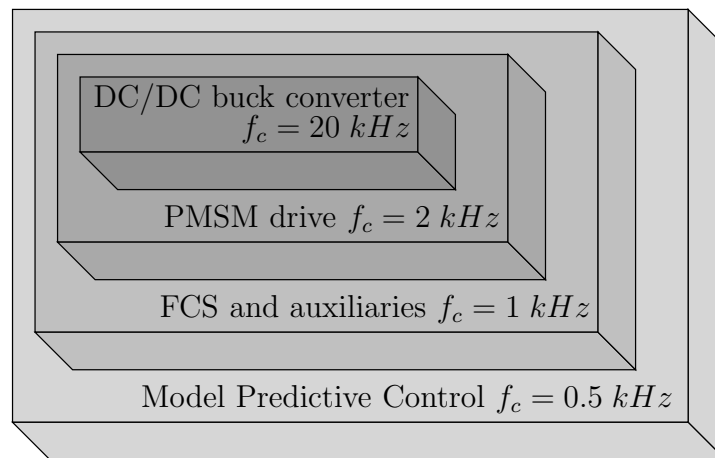 DC/DC buck converter
f_c = 20 kHz
PMSM drive f_c = 2 kHz
FCS and auxiliaries f_c = 1 kHz
Model Predictive Control f_c = 0.5 kHz